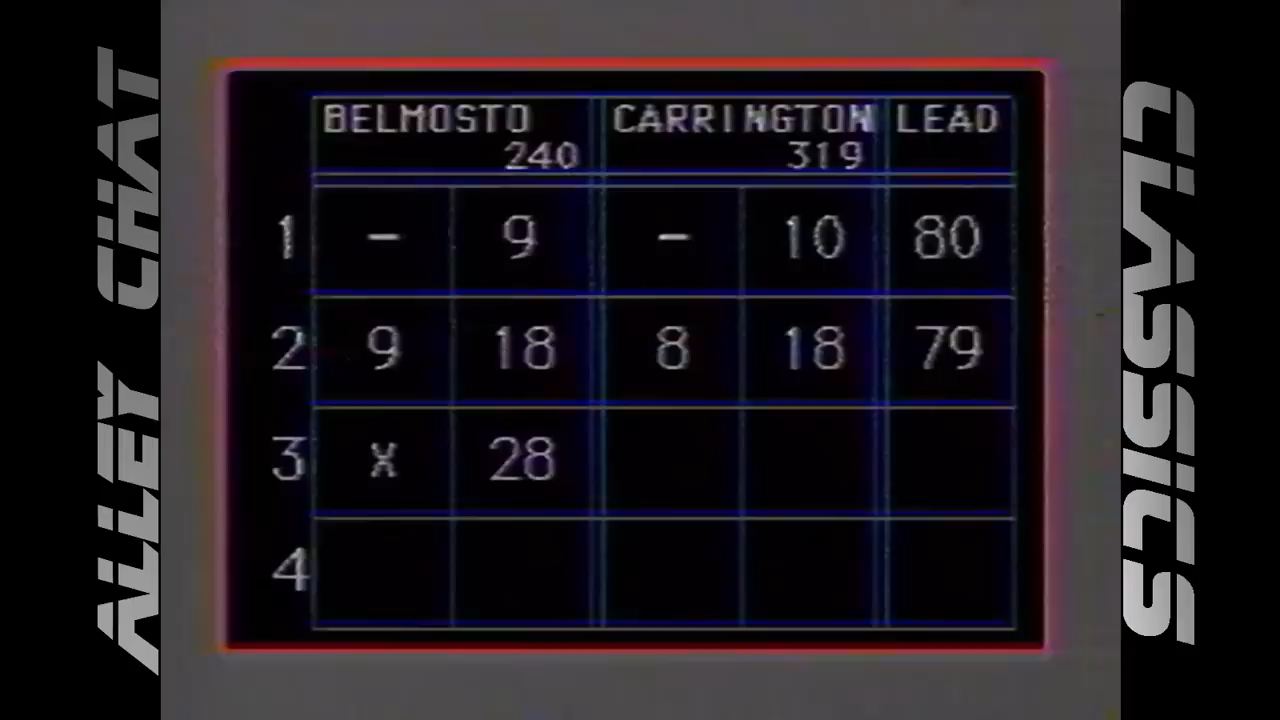 ALLEY CHAT
BELMOSTO CARRINGTON LEAD
240 319
1 - 9 - 10 80
2 9 18 8 18 79
3 X 28
4
CLASSICS